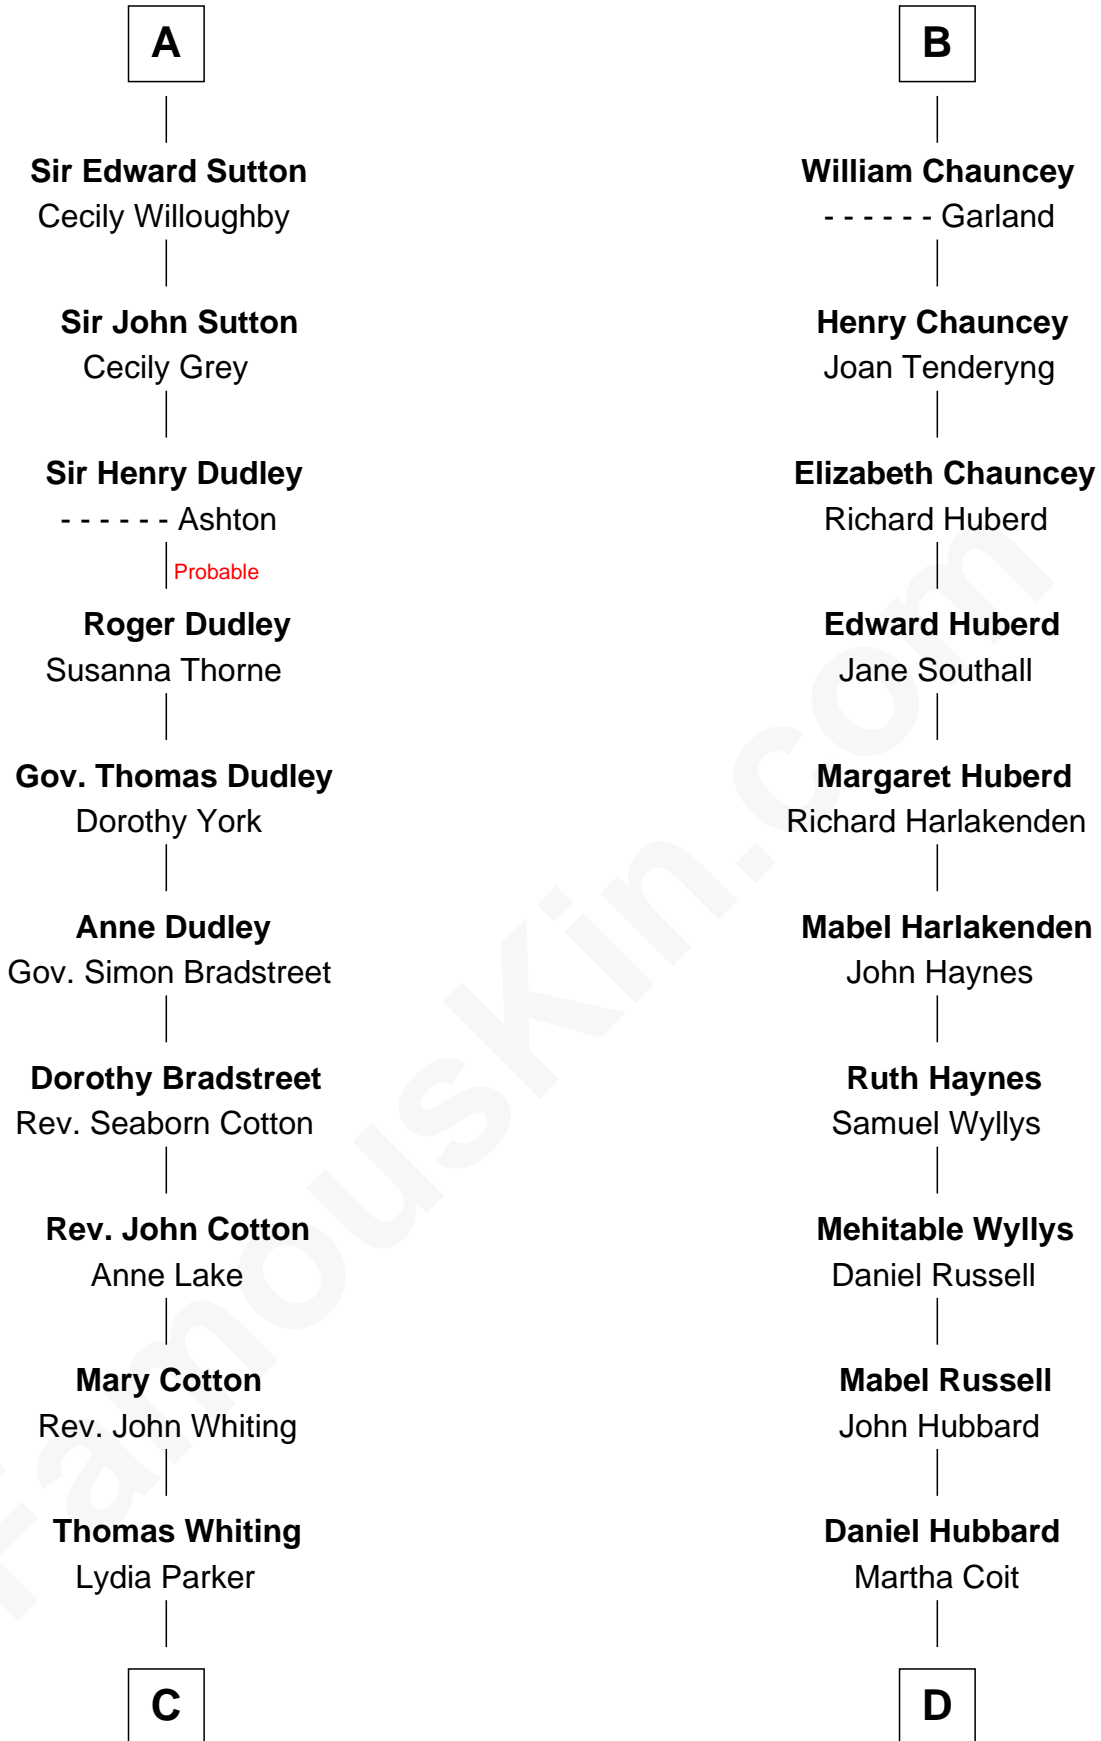 A
Sir Edward Sutton
Cecily Willoughby
Sir John Sutton
Cecily Grey
Sir Henry Dudley
- - - - - - Ashton
Probable
Roger Dudley
Susanna Thorne
Gov. Thomas Dudley
Dorothy York
Anne Dudley
Gov. Simon Bradstreet
Dorothy Bradstreet
Rev. Seaborn Cotton
Rev. John Cotton
Anne Lake
Mary Cotton
Rev. John Whiting
Thomas Whiting
Lydia Parker
C
B
William Chauncey
- - - - - - Garland
Henry Chauncey
Joan Tenderyng
Elizabeth Chauncey
Richard Huberd
Edward Huberd
Jane Southall
Margaret Huberd
Richard Harlakenden
Mabel Harlakenden
John Haynes
Ruth Haynes
Samuel Wyllys
Mehitable Wyllys
Daniel Russell
Mabel Russell
John Hubbard
Daniel Hubbard
Martha Coit
D
FamousKin.com